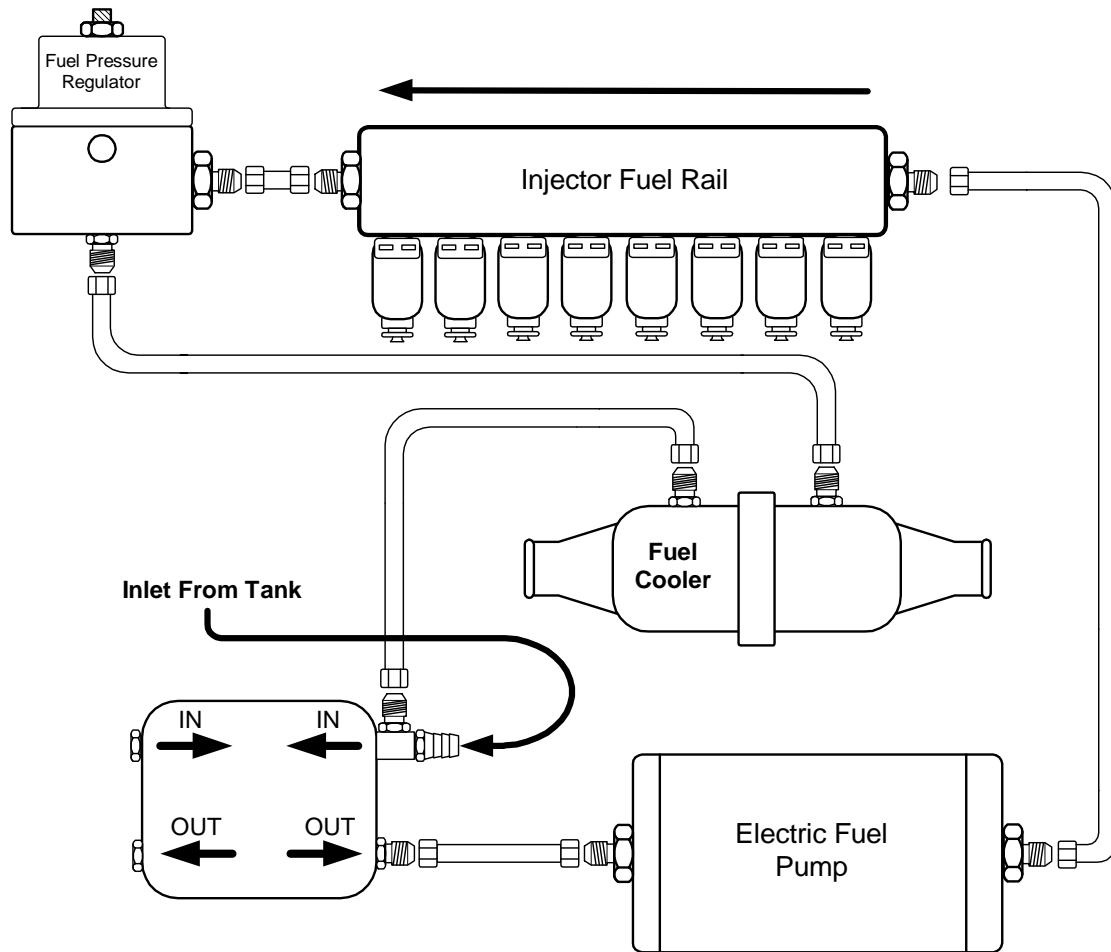 Fuel Pressure
Regulator
Injector Fuel Rail
Fuel
Cooler
Inlet From Tank
IN IN
OUT OUT
Electric Fuel
Pump